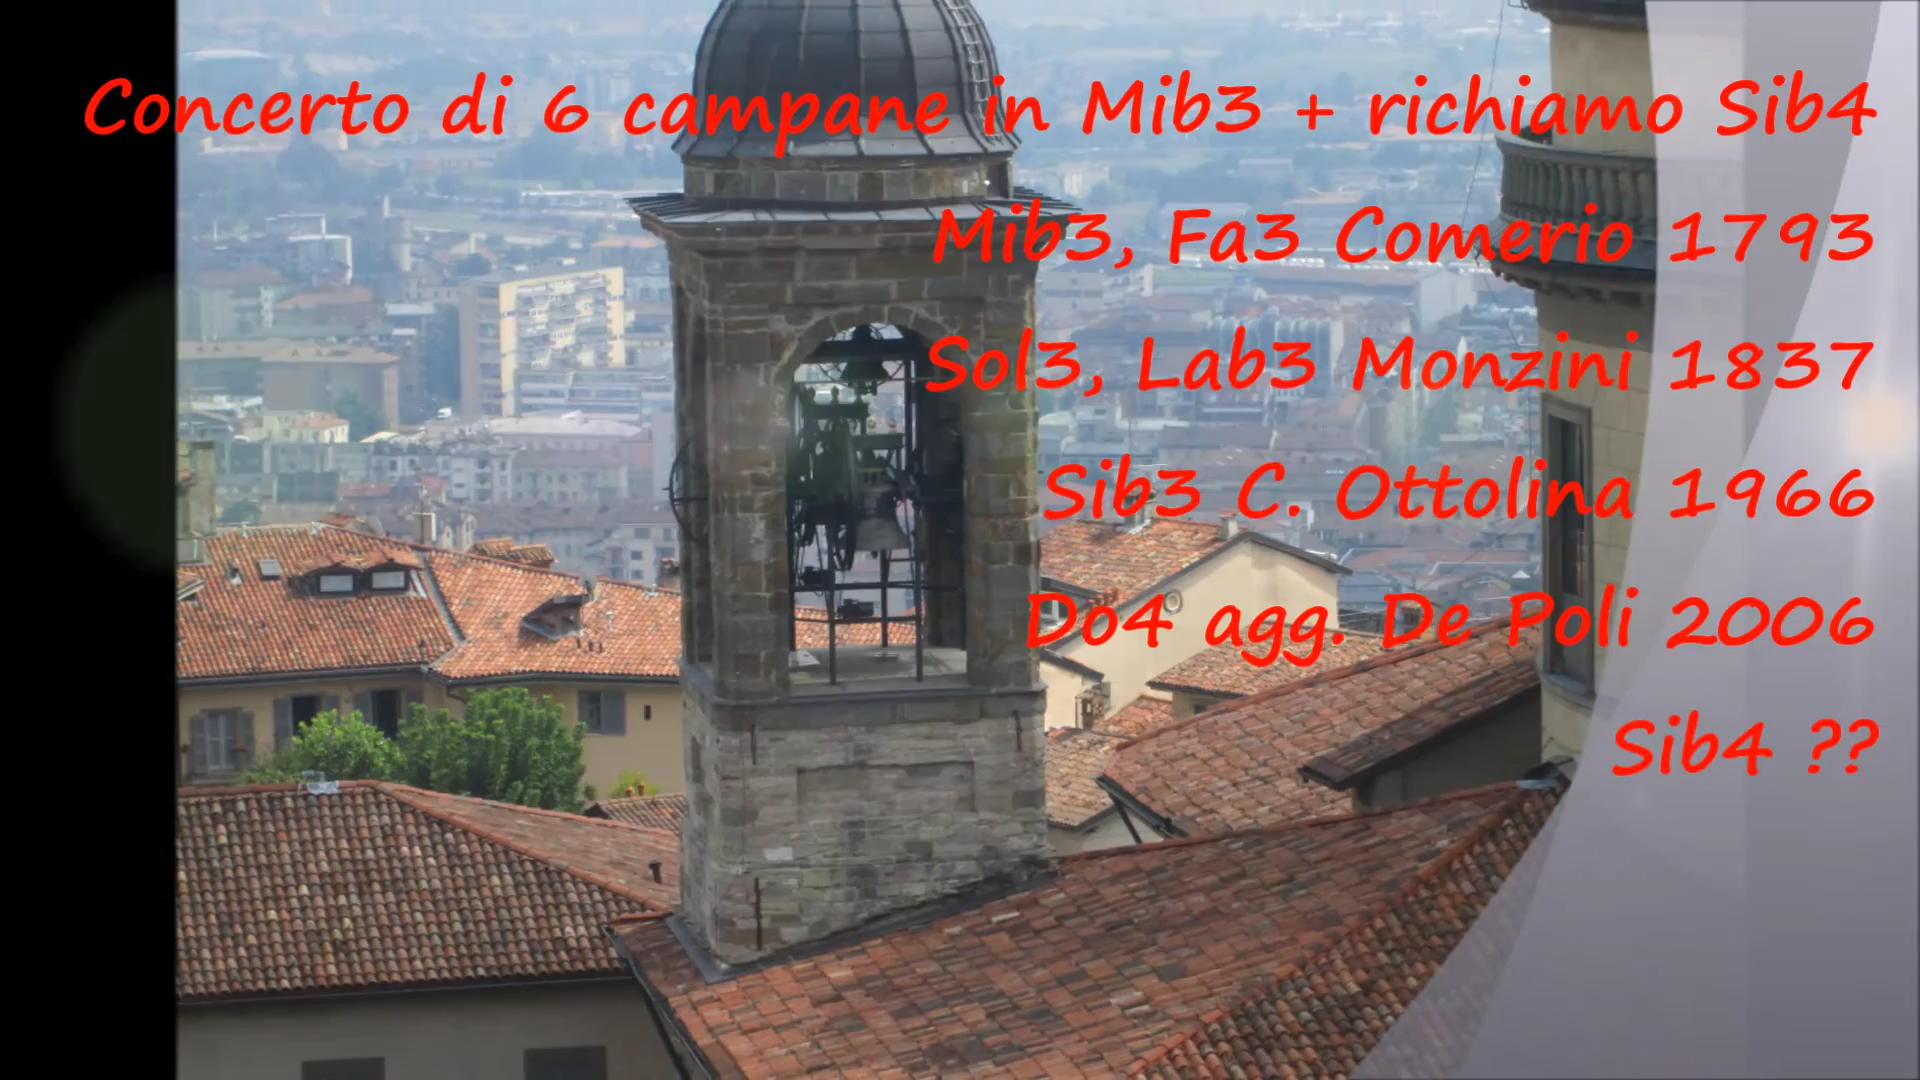 Concerto di 6 campane in Mib3 + richiamo Sib4
Mib3, Fa3 Comerio 1793
Sol3, Lab3 Monzini 1837
Sib3 C. Ottolina 1966
Do4 agg. De Poli 2006
Sib4 ??